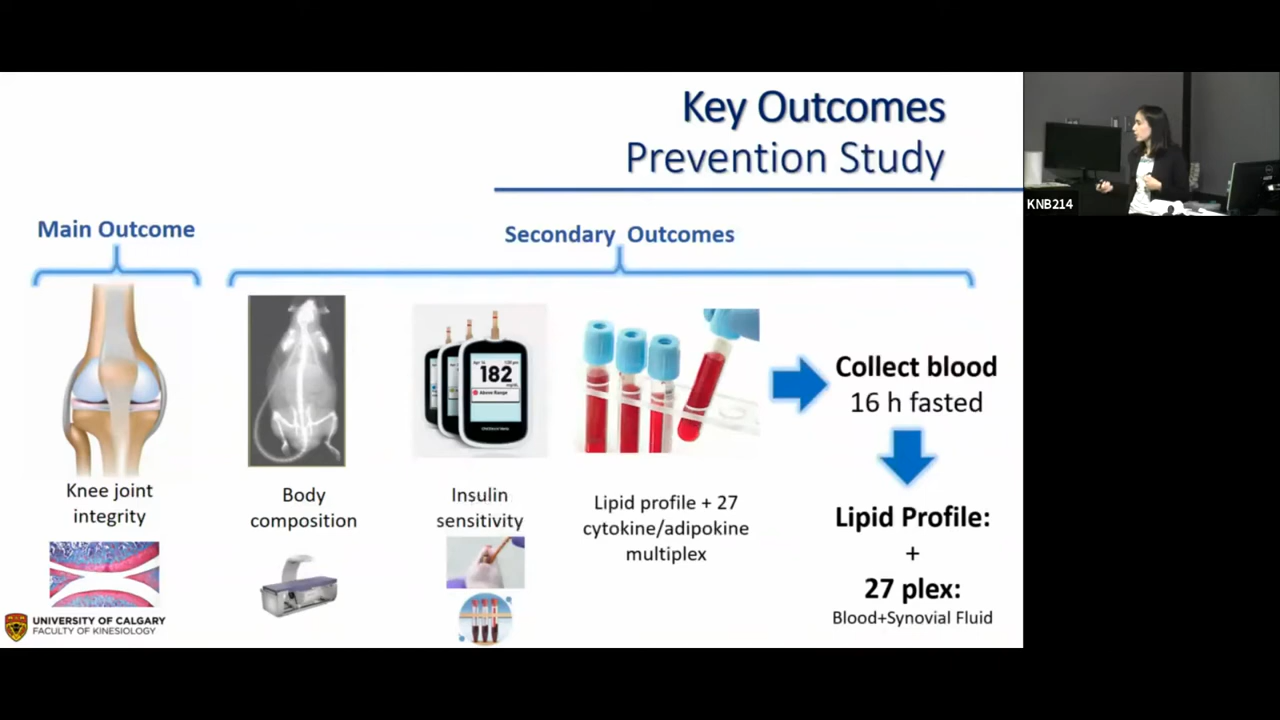 Key Outcomes
Prevention Study
KNB214
Main Outcome
Secondary Outcomes
182
Above Range
Collect blood
16 h fasted
Knee joint
integrity
Body
composition
Insulin
sensitivity
Lipid profile + 27
cytokine/adipokine
multiplex
Lipid Profile:
+
27 plex:
Blood+Synovial Fluid
UNIVERSITY OF CALGARY
FACULTY OF KINESIOLOGY